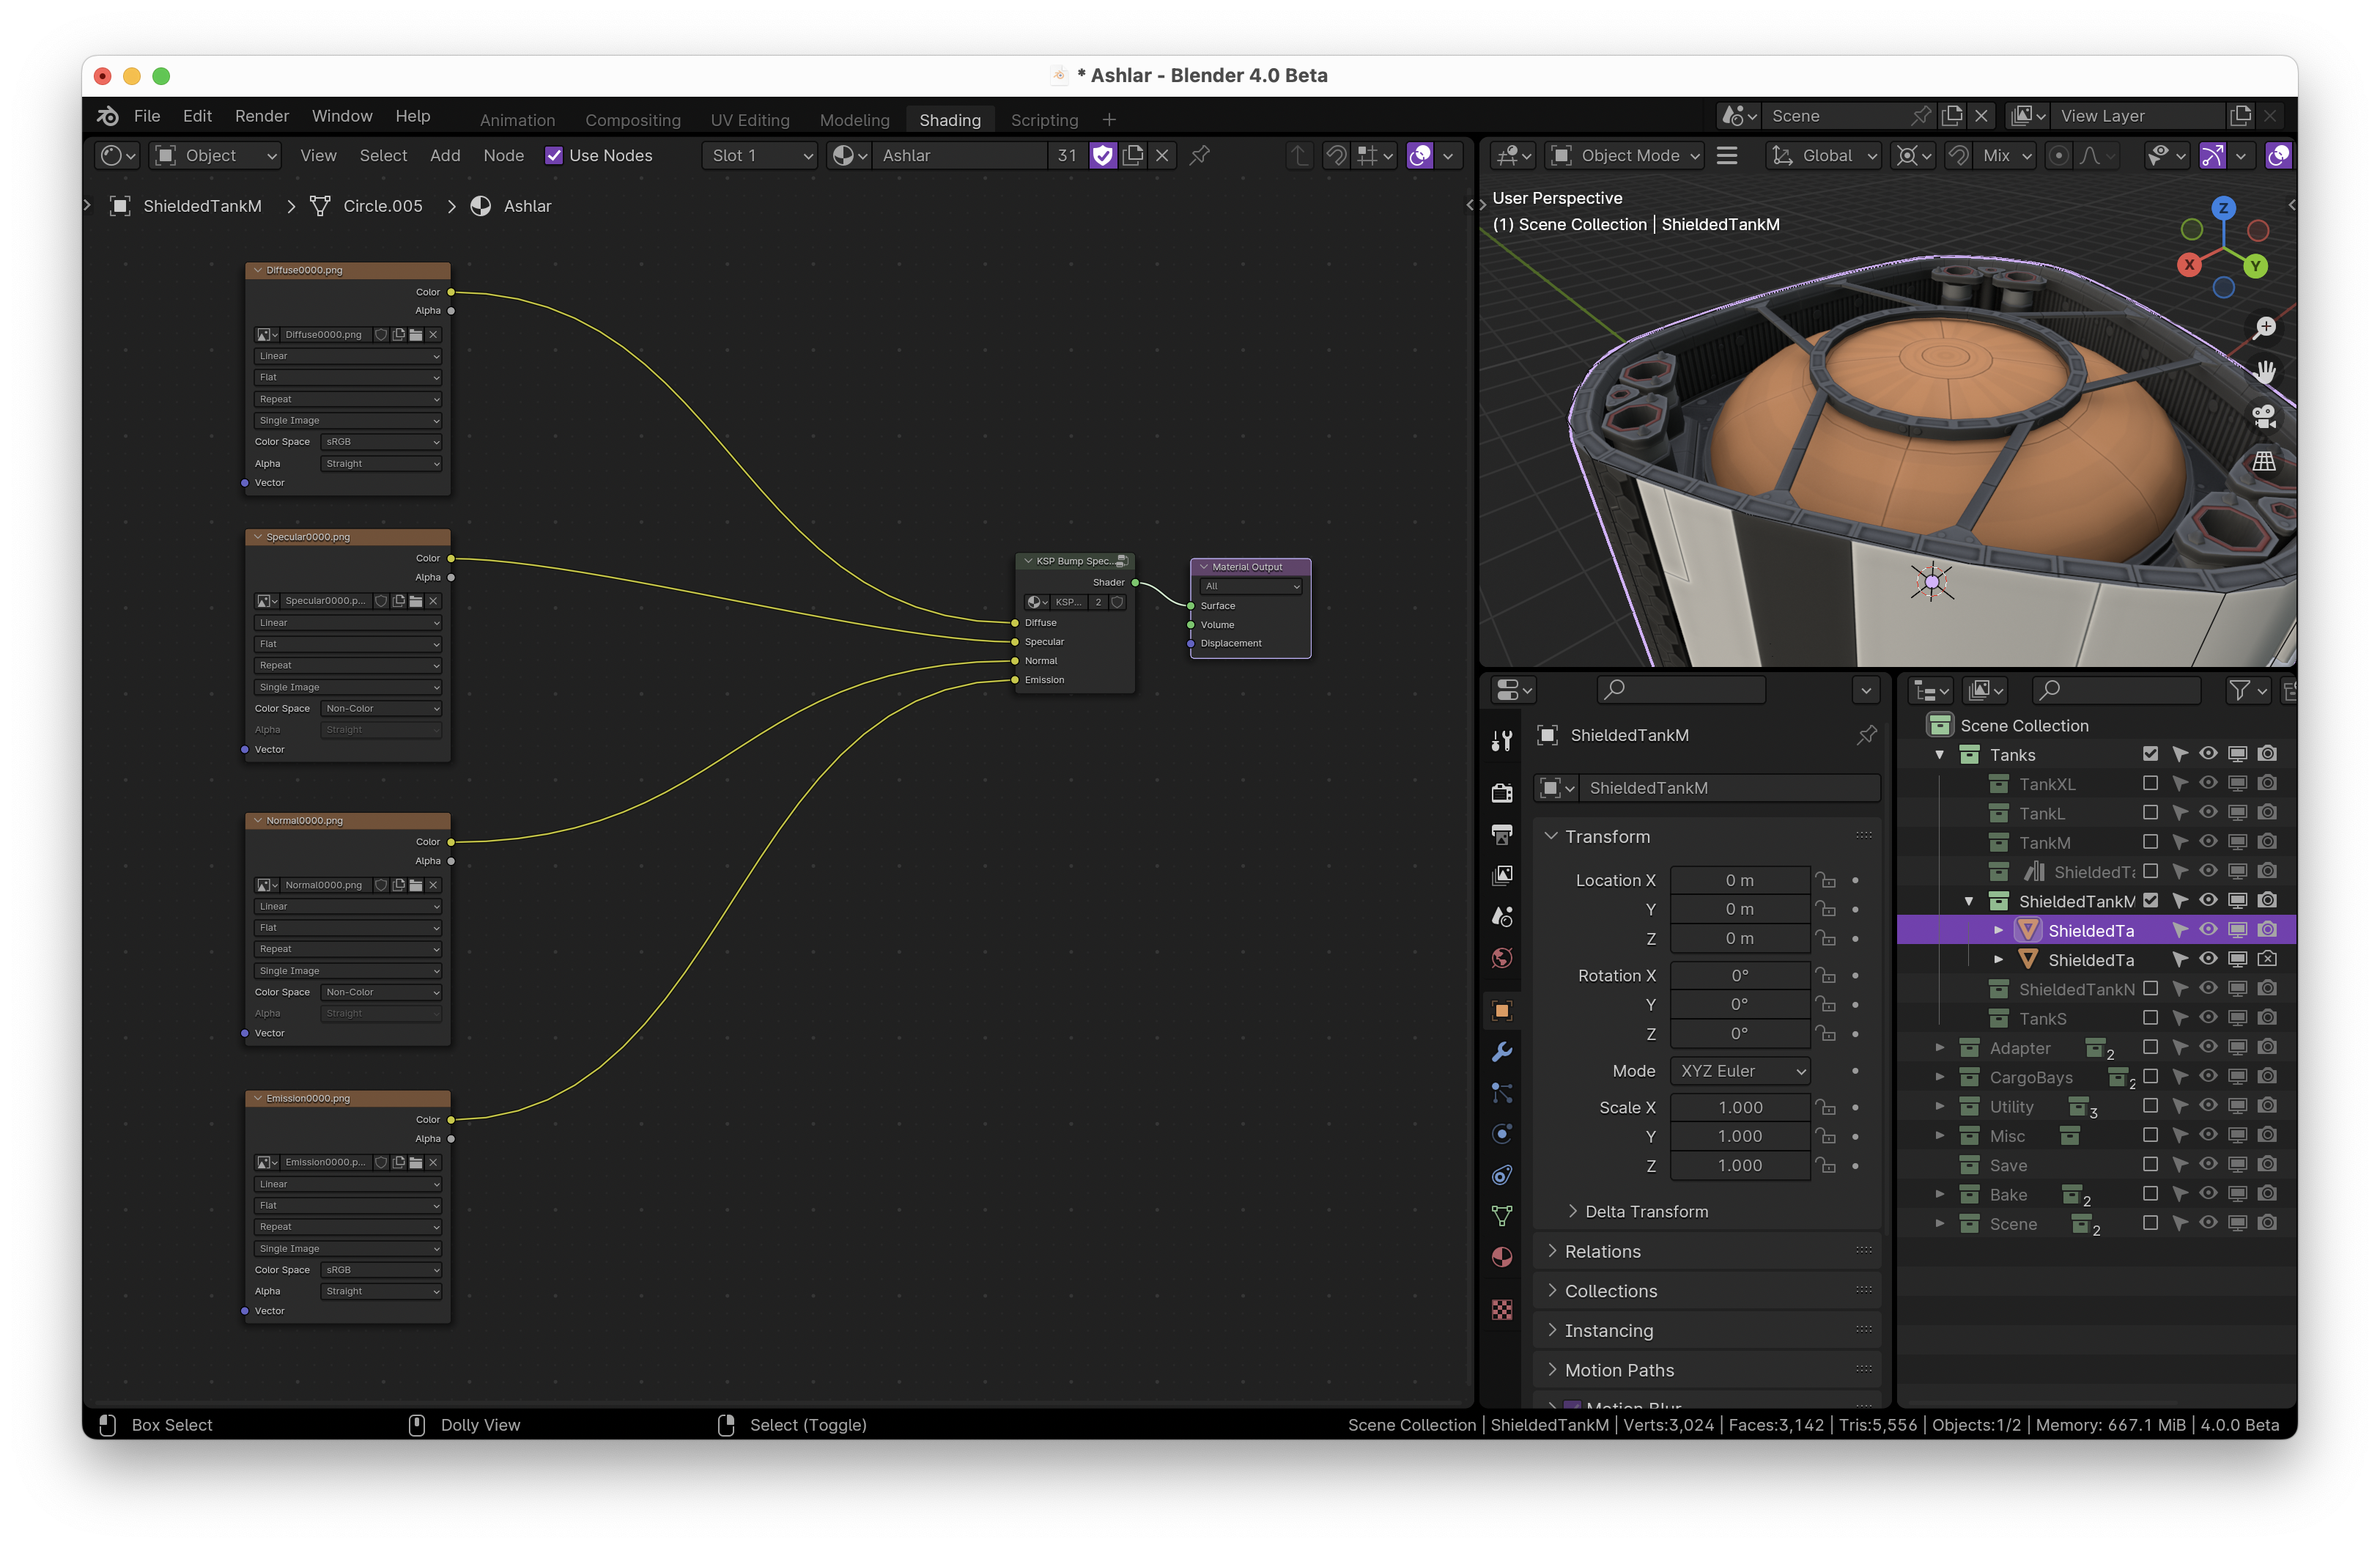 * Ashlar - Blender 4.0 Beta
File Edit Render Window Help Animation Compositing UV Editing Modeling Shading Scripting Scene View Layer
Object View Select Add Node Use Nodes Slot 1 Ashlar 31
ShieldedTankM Circle.005 Ashlar
Diffuse0000.png
Color
Alpha
Diffuse0000.png
Linear
Flat
Repeat
Single Image
Color Space sRGB
Alpha Straight
Vector
Specular0000.png
Color
Alpha
Specular0000.p...
Linear
Flat
Repeat
Single Image
Color Space Non-Color
Alpha Straight
Vector
Normal0000.png
Color
Alpha
Normal0000.png
Linear
Flat
Repeat
Single Image
Color Space Non-Color
Alpha Straight
Vector
Emission0000.png
Color
Alpha
Emission0000.p...
Linear
Flat
Repeat
Single Image
Color Space sRGB
Alpha Straight
Vector
KSP Bump Spec...
Shader
KSP... 2
Diffuse
Specular
Normal
Emission
Material Output
All
Surface
Volume
Displacement
Object Mode Global Mix
User Perspective
(1) Scene Collection | ShieldedTankM
Z
X Y
ShieldedTankM
ShieldedTankM
Transform
Location X 0 m
Y 0 m
Z 0 m
Rotation X 0°
Y 0°
Z 0°
Mode XYZ Euler
Scale X 1.000
Y 1.000
Z 1.000
Delta Transform
Relations
Collections
Instancing
Motion Paths
Motion Blur
Scene Collection
Tanks
TankXL
TankL
TankM
ShieldedTa
ShieldedTankM
ShieldedTa
ShieldedTa
ShieldedTankN
TankS
Adapter 2
CargoBays 2
Utility 3
Misc
Save
Bake 2
Scene 2
Box Select Dolly View Select (Toggle) Scene Collection | ShieldedTankM | Verts:3,024 | Faces:3,142 | Tris:5,556 | Objects:1/2 | Memory: 667.1 MiB | 4.0.0 Beta